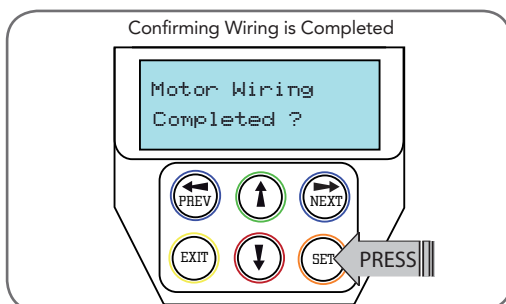 Confirming Wiring is Completed
Motor Wiring
Completed ?
PREV
NEXT
EXIT
SET
PRESS